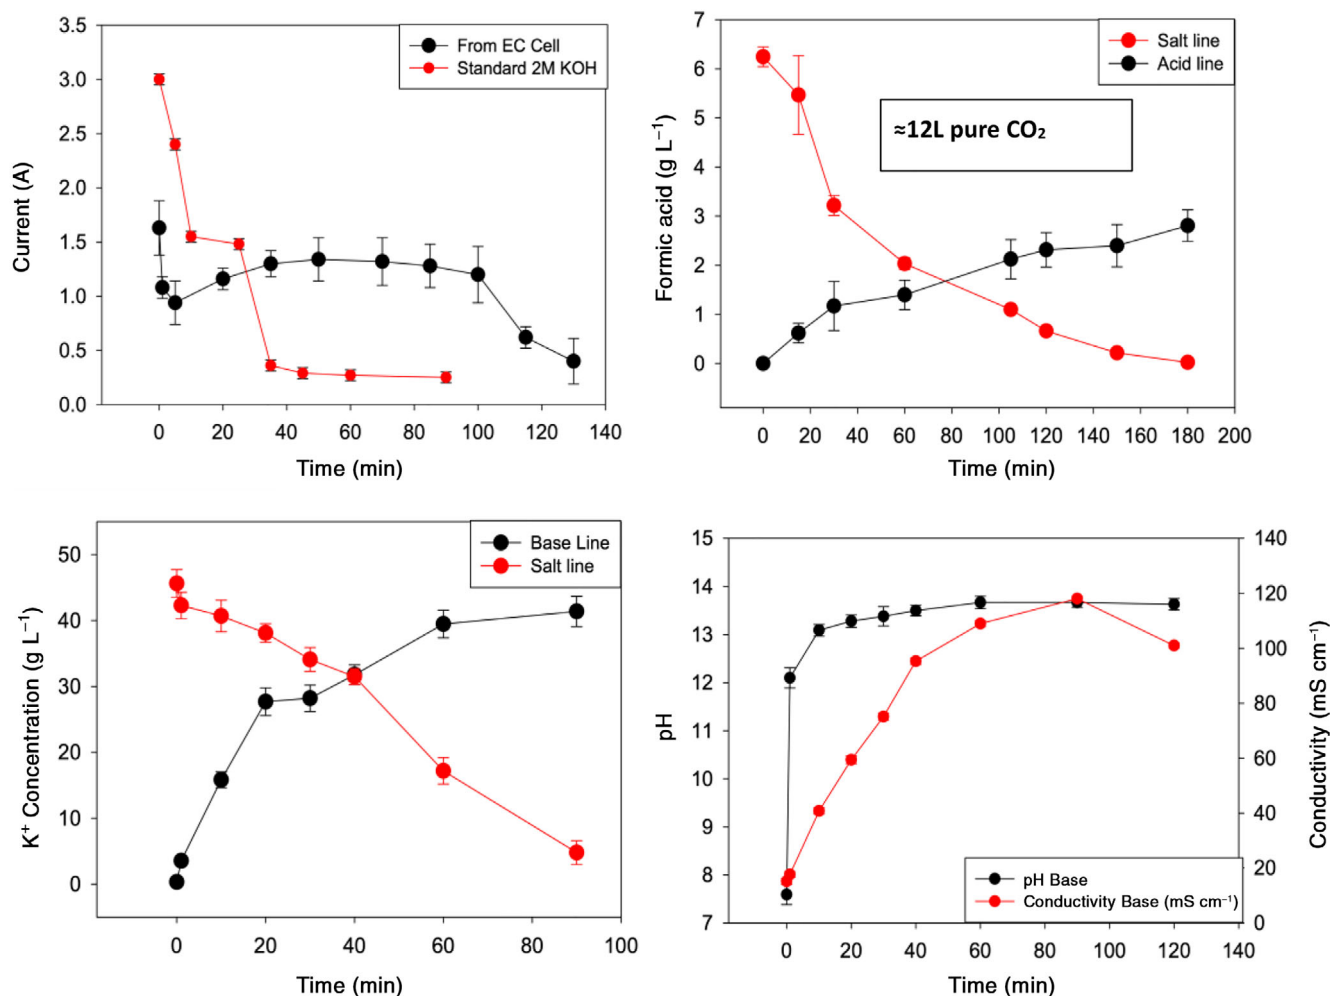 3.5
3.0
2.5
2.0
1.5
1.0
0.5
0.0
Current (A)
From EC Cell
Standard 2M KOH
0 20 40 60 80 100 120 140
Time (min)
7
6
5
4
3
2
1
0
Formic acid (g L⁻¹)
Salt line
Acid line
≈12L pure CO₂
0 20 40 60 80 100 120 140 160 180 200
Time (min)
50
40
30
20
10
0
K⁺ Concentration (g L⁻¹)
Base Line
Salt line
0 20 40 60 80 100
Time (min)
15
14
13
12
11
10
9
8
7
pH
140
120
100
80
60
40
20
0
Conductivity (mS cm⁻¹)
pH Base
Conductivity Base (mS cm⁻¹)
0 20 40 60 80 100 120 140
Time (min)